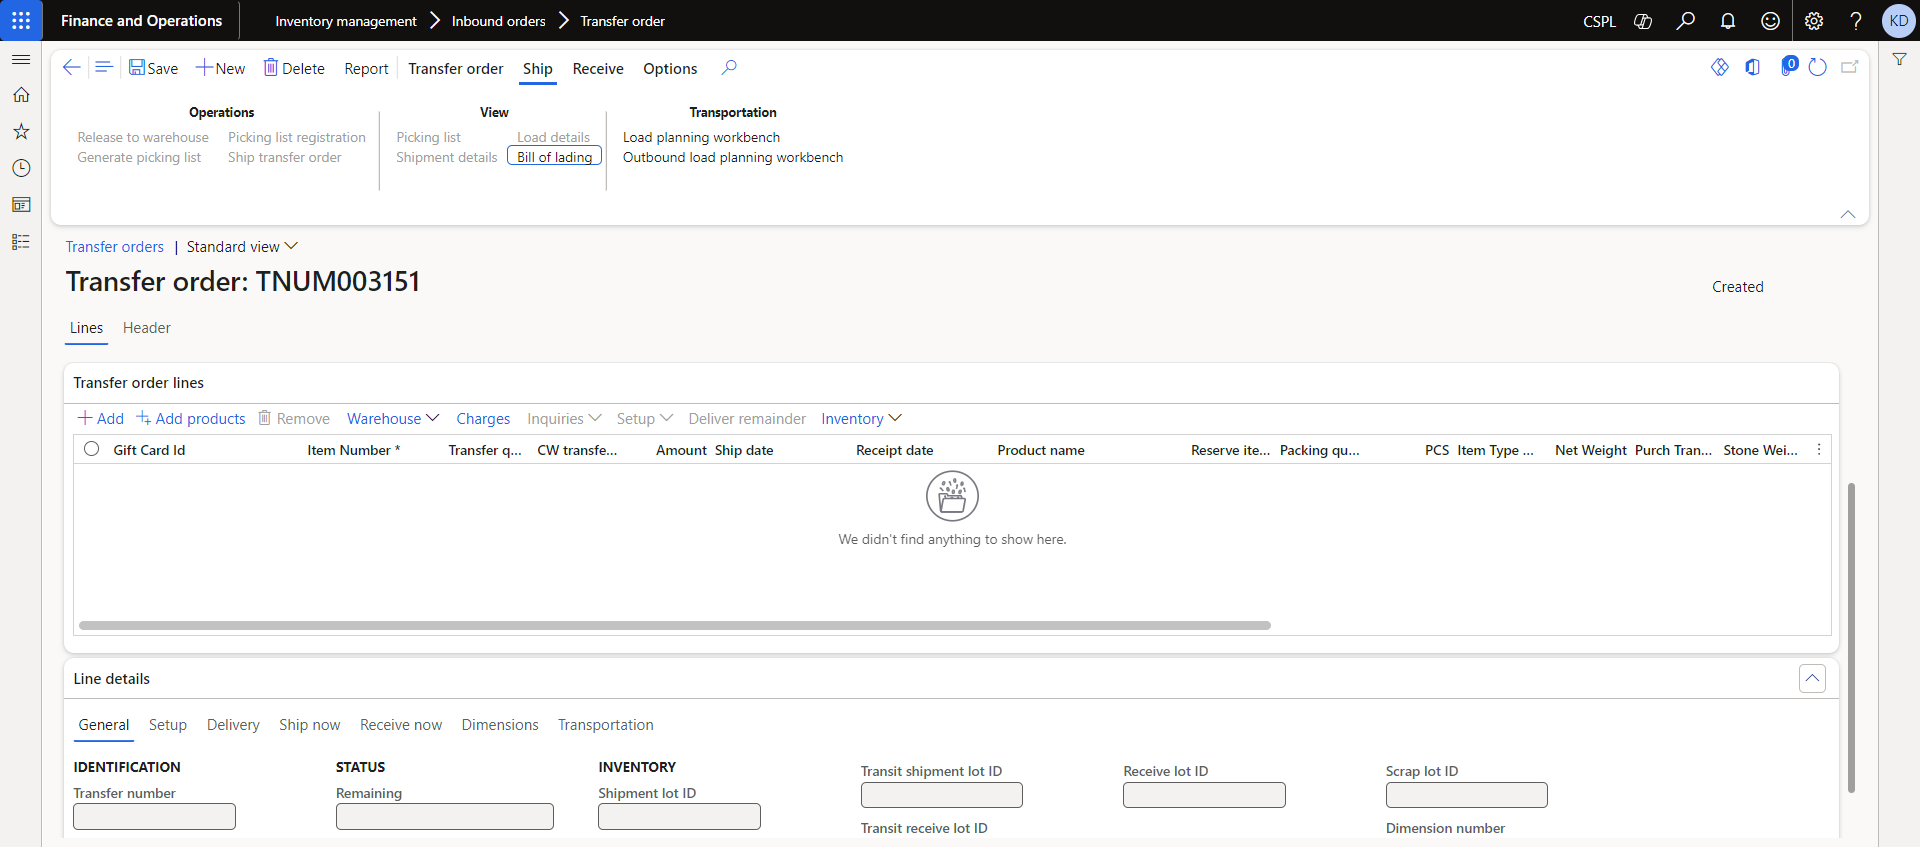 Finance and Operations
Inventory management
Inbound orders
Transfer order
CSPL
KD
Save
New
Delete
Report
Transfer order
Ship
Receive
Options
0
Operations
Release to warehouse
Picking list registration
Generate picking list
Ship transfer order
View
Picking list
Load details
Shipment details
Bill of lading
Transportation
Load planning workbench
Outbound load planning workbench
Transfer orders | Standard view
Transfer order: TNUM003151
Created
Lines
Header
Transfer order lines
Add
Add products
Remove
Warehouse
Charges
Inquiries
Setup
Deliver remainder
Inventory
Gift Card Id
Item Number *
Transfer q...
CW transfe...
Amount
Ship date
Receipt date
Product name
Reserve ite...
Packing qu...
PCS
Item Type ...
Net Weight
Purch Tran...
Stone Wei...
We didn't find anything to show here.
Line details
General
Setup
Delivery
Ship now
Receive now
Dimensions
Transportation
IDENTIFICATION
Transfer number
STATUS
Remaining
INVENTORY
Shipment lot ID
Transit shipment lot ID
Transit receive lot ID
Receive lot ID
Scrap lot ID
Dimension number